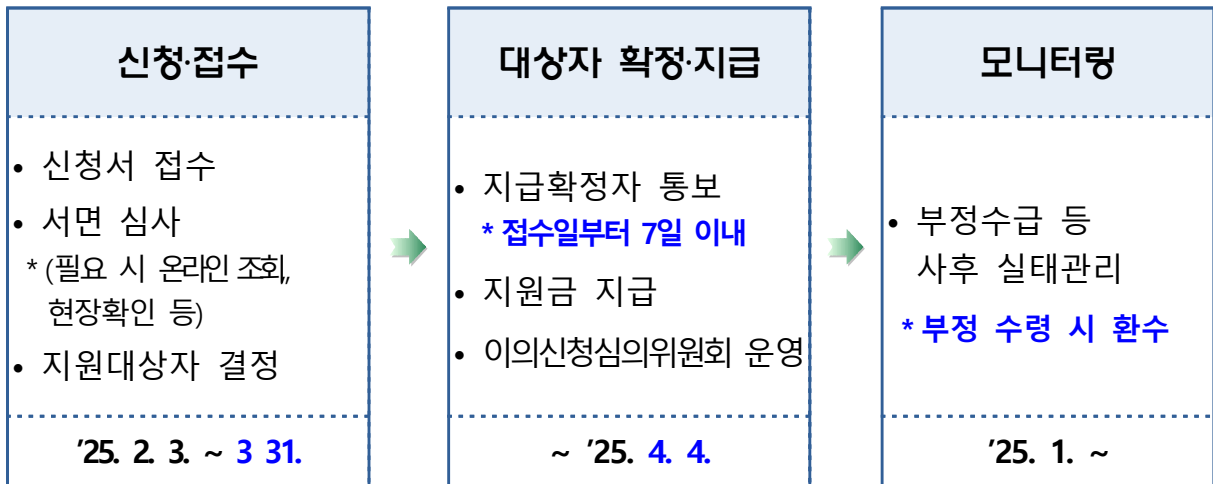 신청·접수
• 신청서 접수
• 서면 심사
* (필요 시 온라인 조회,
현장확인 등)
• 지원대상자 결정
'25. 2. 3. ~ 3 31.
대상자 확정·지급
• 지급확정자 통보
* 접수일부터 7일 이내
• 지원금 지급
• 이의신청심의위원회 운영
~ '25. 4. 4.
모니터링
• 부정수급 등
사후 실태관리
* 부정 수령 시 환수
'25. 1. ~